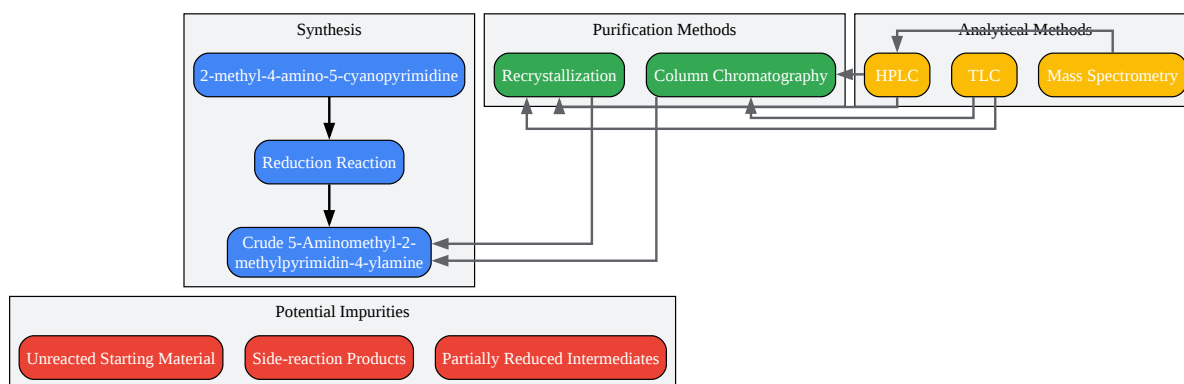 Synthesis
2-methyl-4-amino-5-cyanopyrimidine
Reduction Reaction
Crude 5-Aminomethyl-2-
methylpyrimidin-4-ylamine
Purification Methods
Recrystallization
Column Chromatography
Analytical Methods
HPLC
TLC
Mass Spectrometry
Potential Impurities
Unreacted Starting Material
Side-reaction Products
Partially Reduced Intermediates